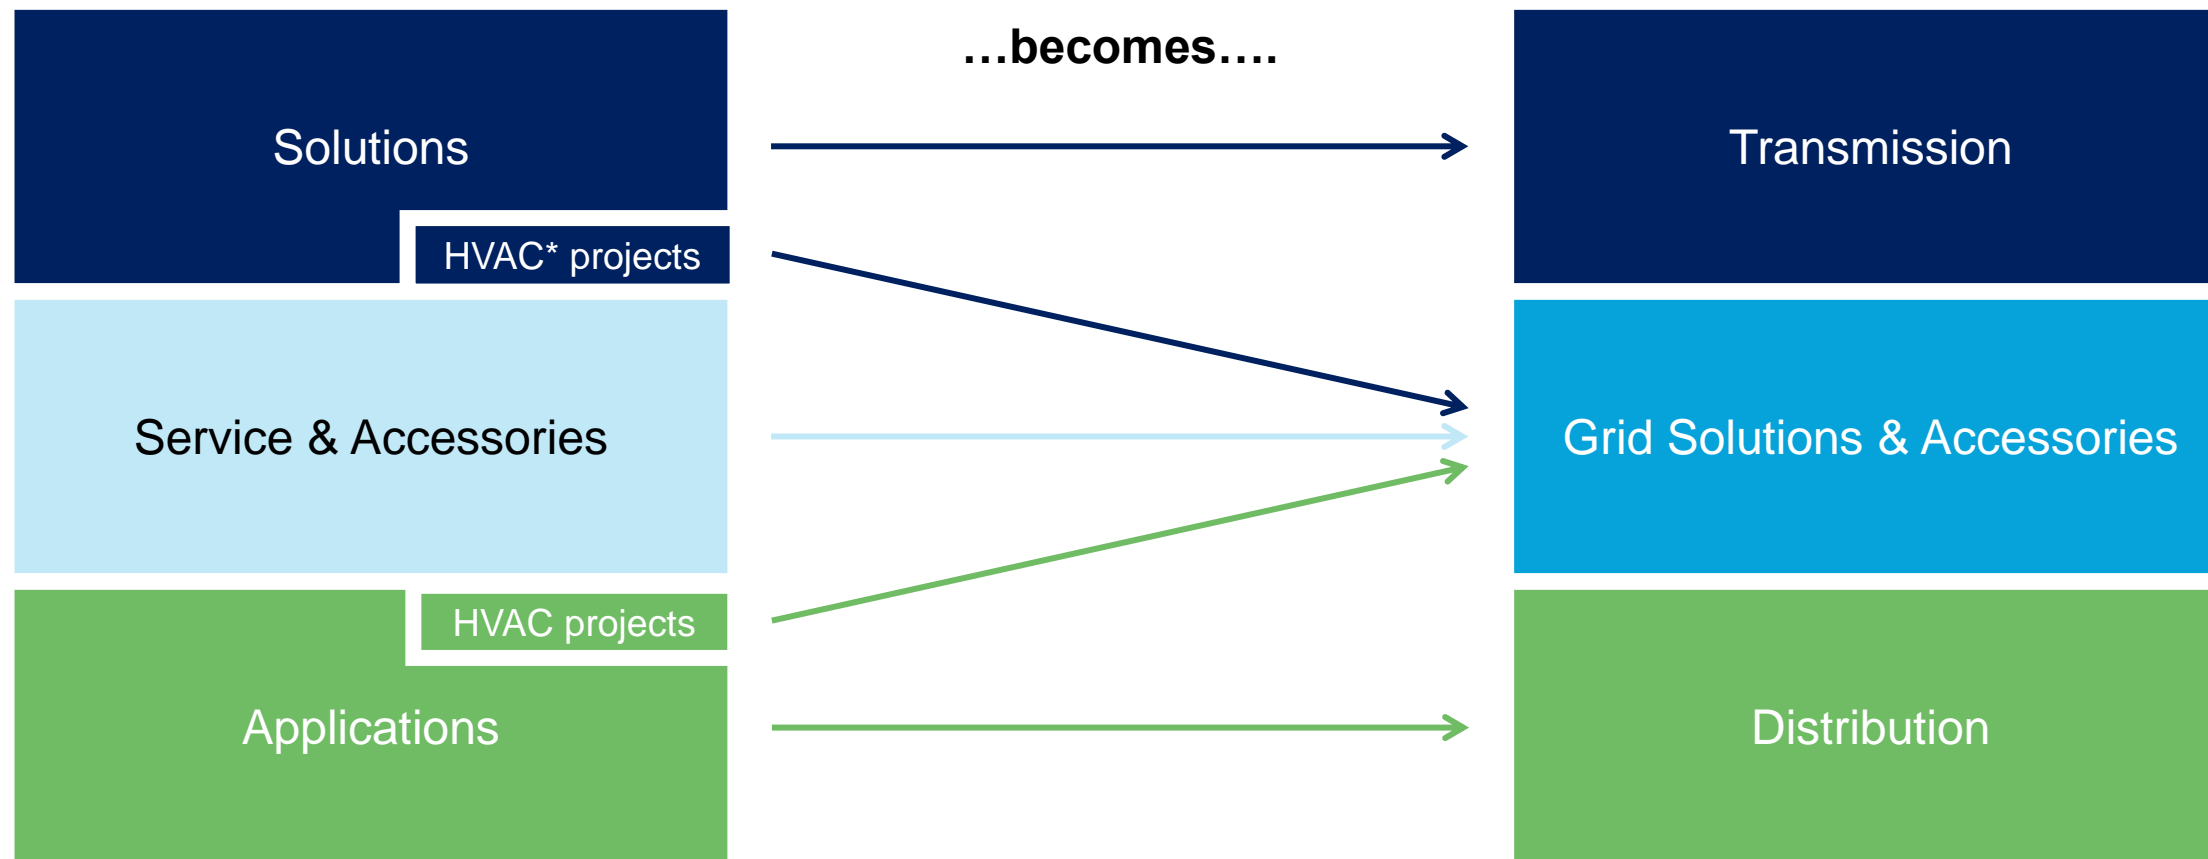 …becomes….
Solutions
HVAC* projects
Transmission
Service & Accessories
Grid Solutions & Accessories
HVAC projects
Applications
Distribution